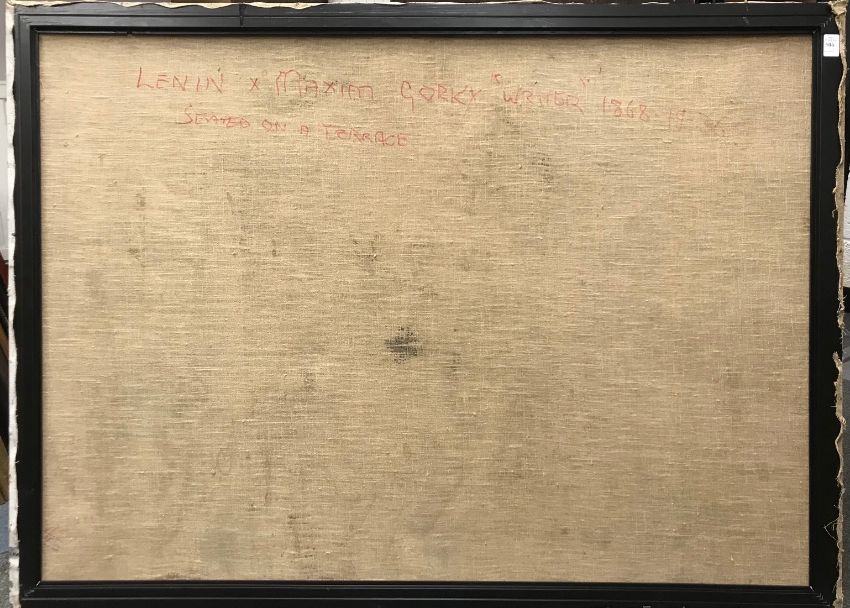 LENIN x MAXIM GORKY "WRITER" 1868-19
SEATED ON A TERRACE